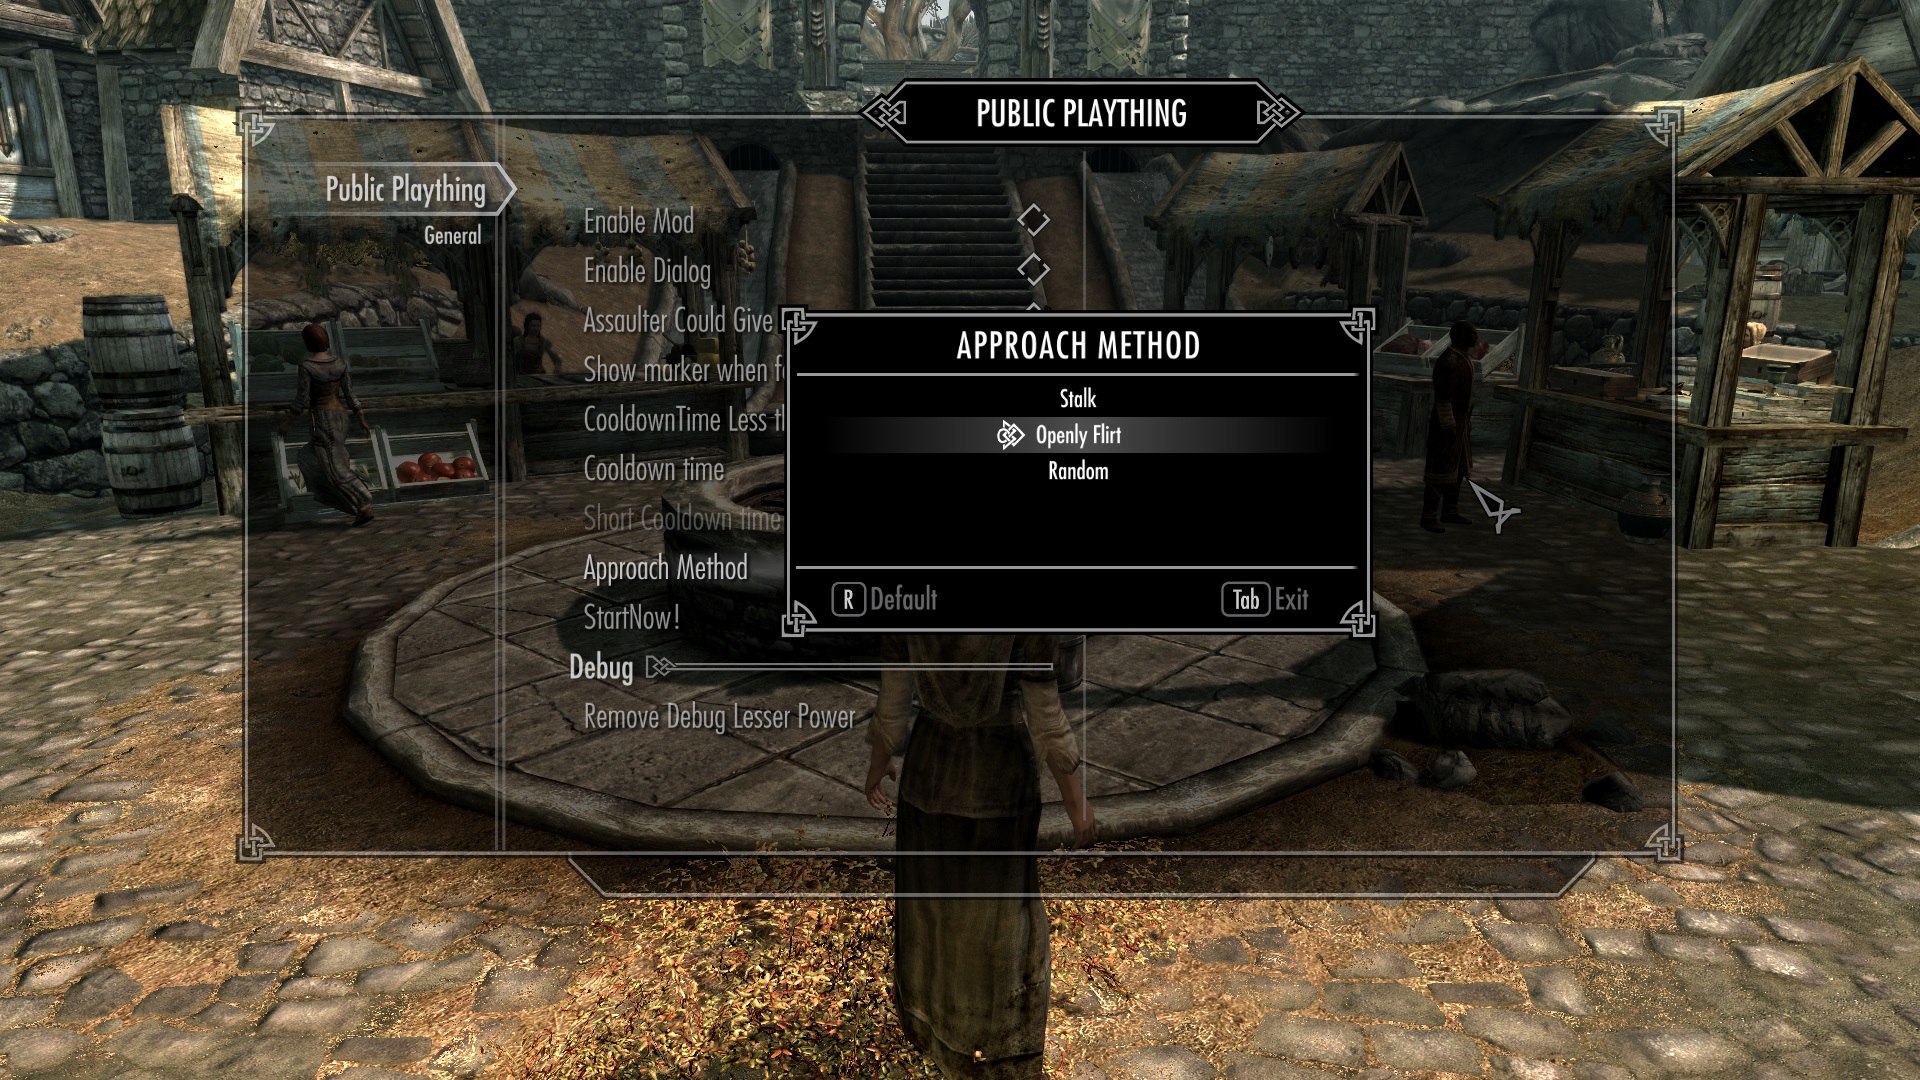 PUBLIC PLAYTHING
Public Plaything
General
Enable Mod
Enable Dialog
Assaulter Could Give
Show marker when
CooldownTime Less
Cooldown time
Short Cooldown time
Approach Method
StartNow!
Debug
Remove Debug Lesser Power
APPROACH METHOD
Stalk
Openly Flirt
Random
R Default
Tab Exit